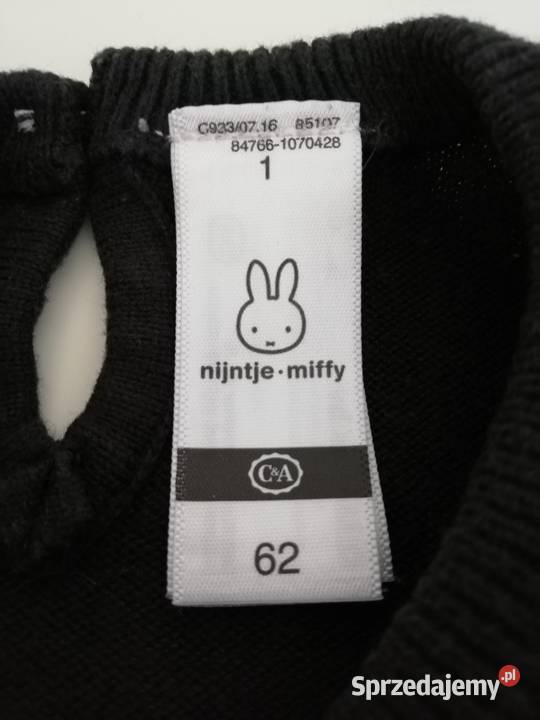 C933/07.16 85107
84766-1070428
1
nijntje·miffy
C&A
62
Sprzedajemy.pl